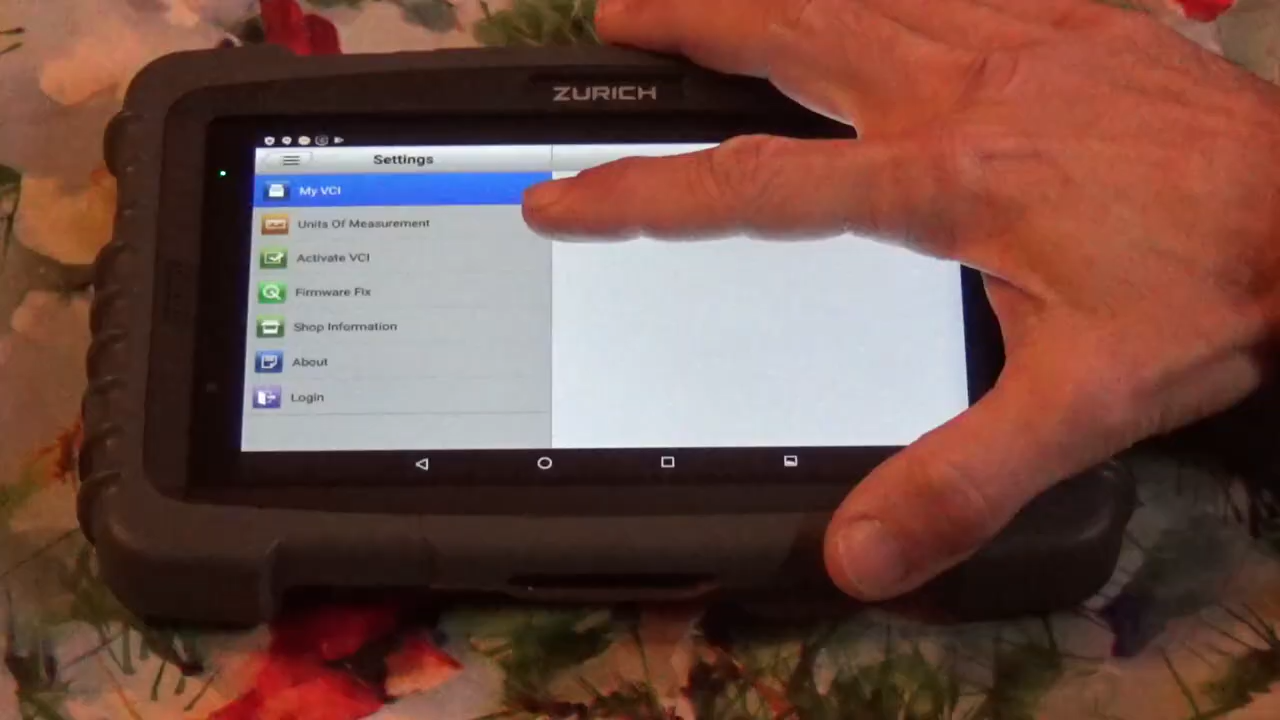 ZURICH
Settings
My VCI
Units Of Measurement
Activate VCI
Firmware Fix
Shop Information
About
Login